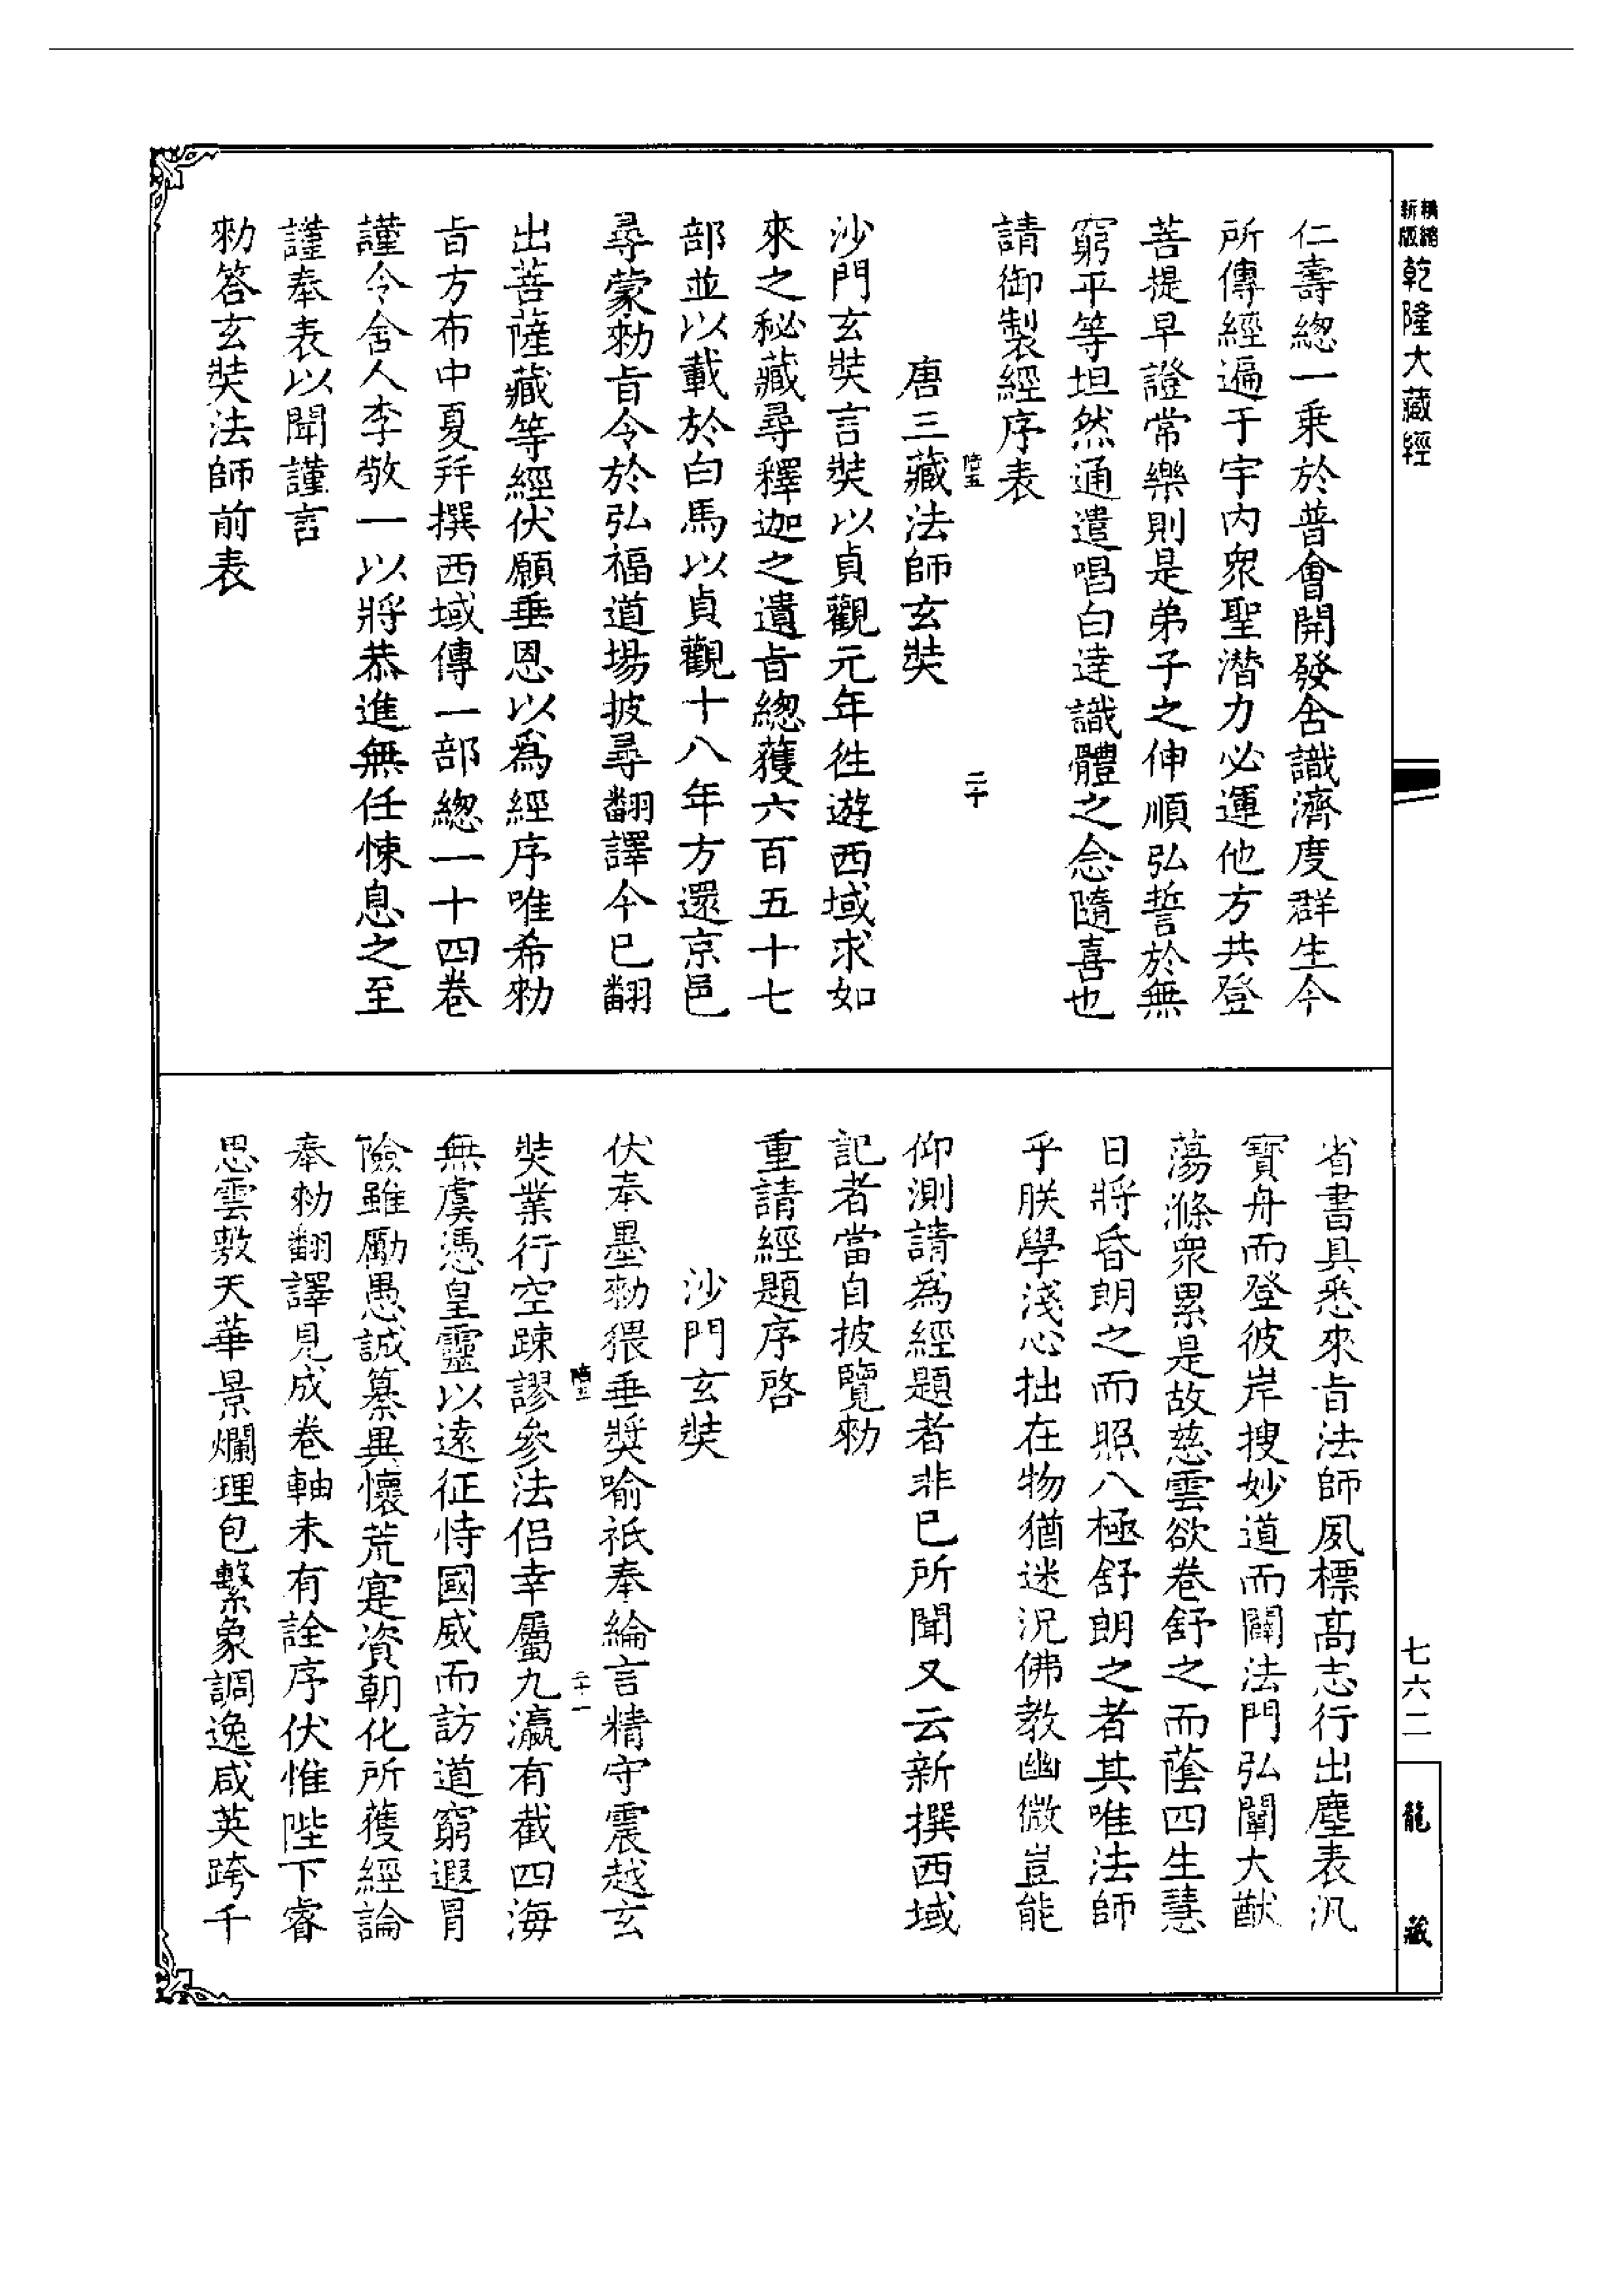 精縮新版乾隆大藏經
仁壽總一乗於普會開發含識濟度群生今
所傳經遍于宇内衆聖潜力必運他方共登
菩提早證常樂則是弟子之伸順弘誓於無
窮平等坦然通遣唱白達識體之念隨喜也
請御製經序表
二十
唐三藏法師玄奘
沙門玄奘言奘以貞觀元年徃遊西域求如
來之秘藏尋釋迦之遺㫖總獲六百五十七
部並以載於白馬以貞觀十八年方還京邑
尋蒙勑㫖令於弘福道場披尋翻譯今已翻
出菩薩藏等經伏願垂恩以爲經序唯希勑
㫖方布中夏幷撰西域傳一部總一十四卷
謹令舍人李敬一以將恭進無任悚息之至
謹奉表以聞謹言
勑答玄奘法師前表
省書具悉來㫖法師夙標高志行出塵表汎
寶舟而登彼岸搜妙道而闡法門弘闡大猷
蕩滌衆累是故慈雲欲卷舒之而蔭四生慧
日將昏朗之而照八極舒朗之者其唯法師
乎朕學淺心拙在物猶迷況佛教幽微豈能
仰測請爲經題者非已所聞又云新撰西域
記者當自披覽勑
重請經題序啓
沙門玄奘
伏奉墨勑猥垂奬喻祇奉綸言精守震越玄
二十一
奘業行空踈謬參法侣幸屬九瀛有截四海
無虞憑皇靈以遠征恃國威而訪道窮遐冐
險雖勵愚誠纂異懷荒寔資朝化所獲經論
奉勑翻譯見成卷軸未有詮序伏惟陛下睿
思雲敷天華景爛理包繫象調逸咸英跨千
七六二
龍藏